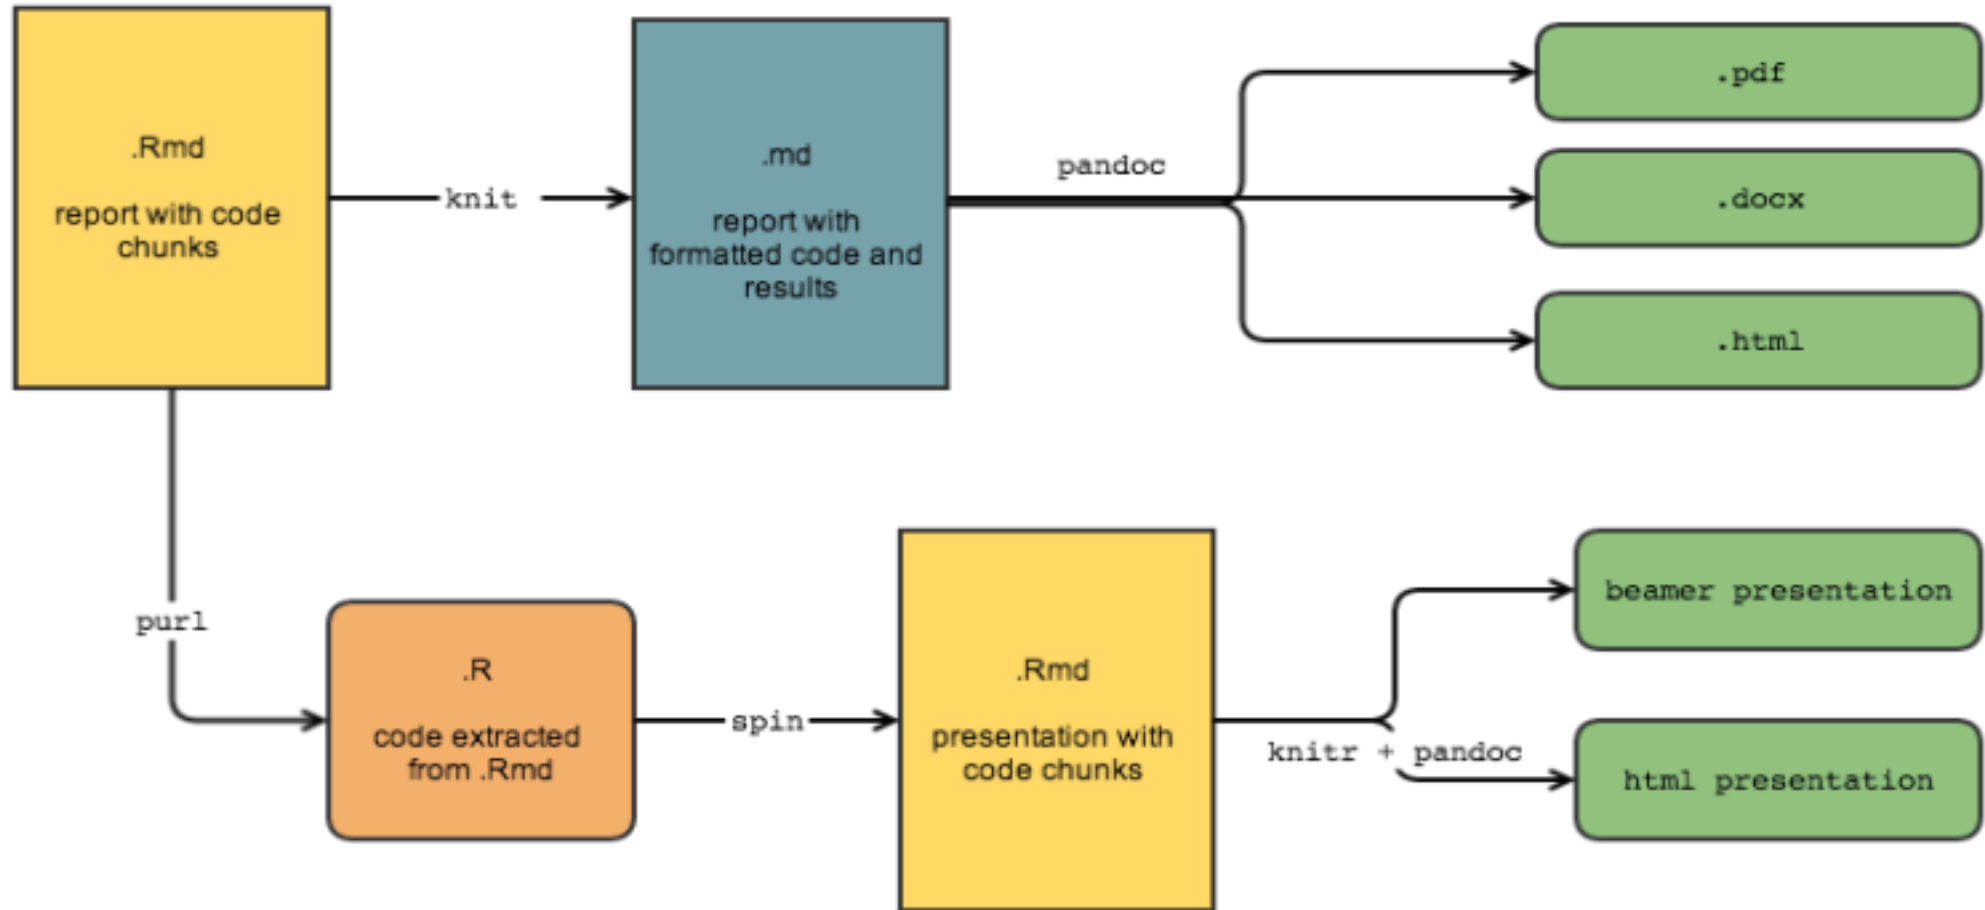 .Rmd
report with code
chunks
knit
.md
report with
formatted code and
results
pandoc
.pdf
.docx
.html
purl
.R
code extracted
from .Rmd
spin
.Rmd
presentation with
code chunks
knitr + pandoc
beamer presentation
html presentation